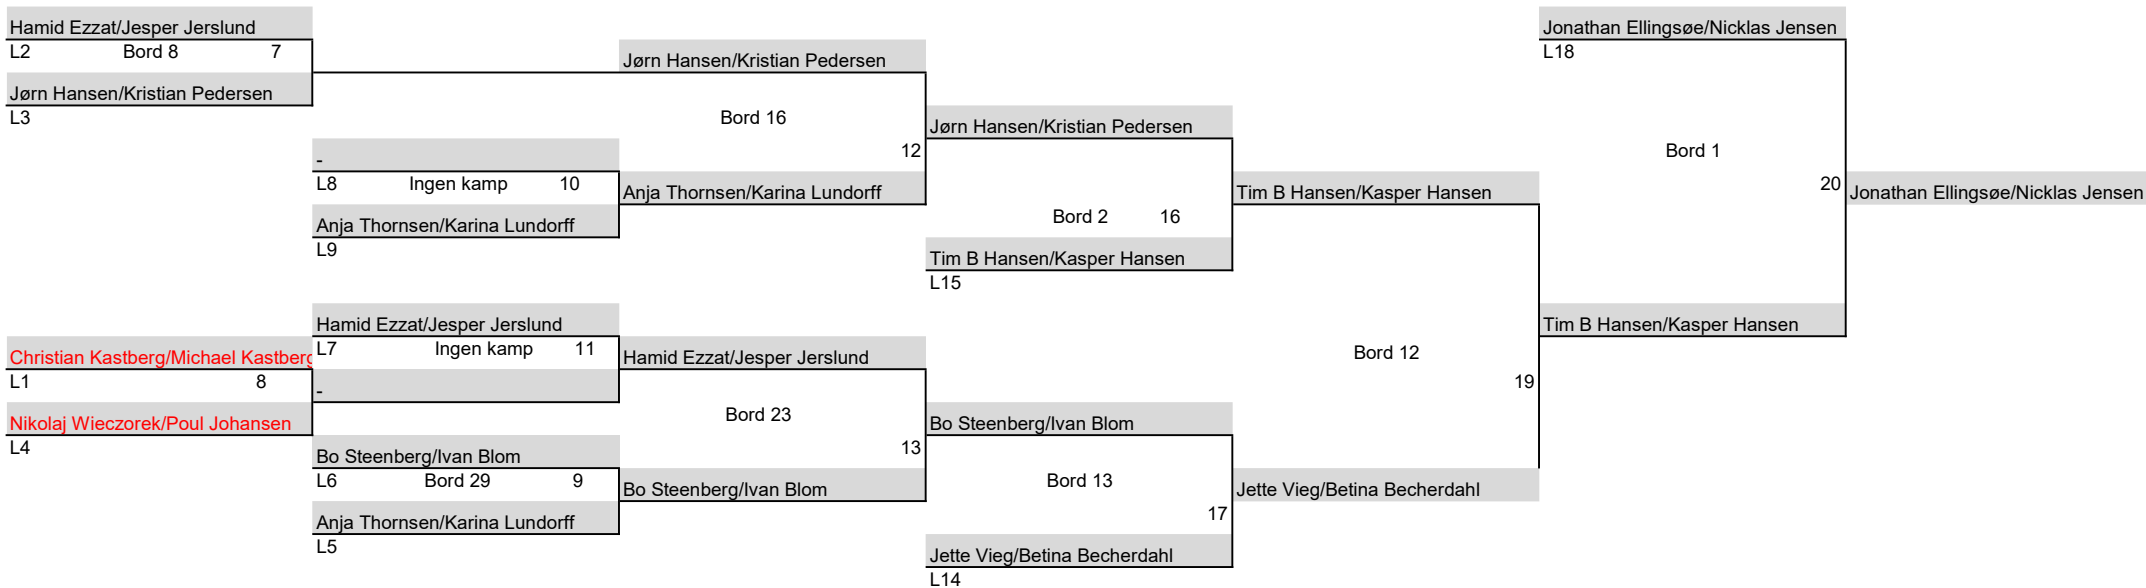 Hamid Ezzat/Jesper Jerslund
L2 Bord 8 7
Jørn Hansen/Kristian Pedersen
L3
Jørn Hansen/Kristian Pedersen
Bord 16
12
-
L8 Ingen kamp 10
Anja Thornsen/Karina Lundorff
L9
Anja Thornsen/Karina Lundorff
Jørn Hansen/Kristian Pedersen
Bord 2 16
Tim B Hansen/Kasper Hansen
L15
Christian Kastberg/Michael Kastberg
L1 8
Nikolaj Wieczorek/Poul Johansen
L4
Hamid Ezzat/Jesper Jerslund
L7 Ingen kamp 11
-
Bo Steenberg/Ivan Blom
L6 Bord 29 9
Anja Thornsen/Karina Lundorff
L5
Hamid Ezzat/Jesper Jerslund
Bord 23
13
Bo Steenberg/Ivan Blom
Bo Steenberg/Ivan Blom
Bord 13
17
Jette Vieg/Betina Becherdahl
L14
Tim B Hansen/Kasper Hansen
Bord 12
19
Jette Vieg/Betina Becherdahl
Jonathan Ellingsøe/Nicklas Jensen
L18
Bord 1
20
Tim B Hansen/Kasper Hansen
Jonathan Ellingsøe/Nicklas Jensen